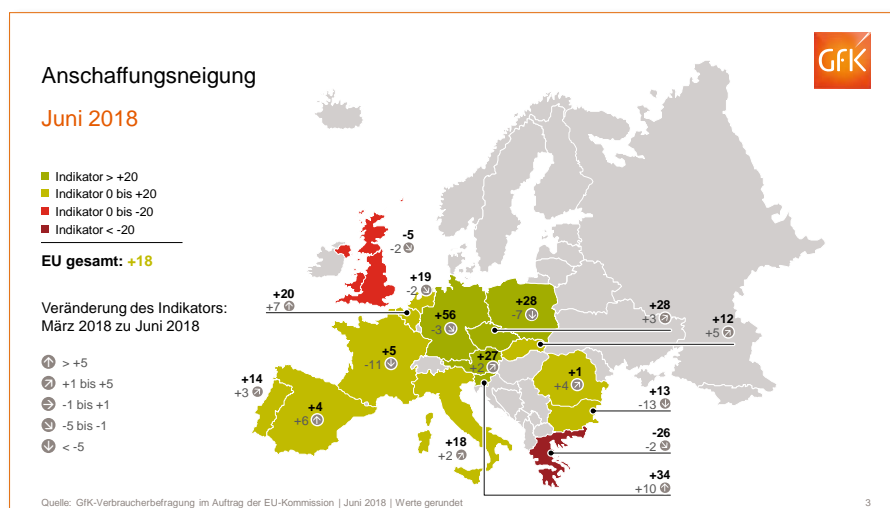 GfK
Anschaffungsneigung
Juni 2018
Indikator > +20
Indikator 0 bis +20
Indikator 0 bis -20
Indikator < -20
EU gesamt: +18
Veränderung des Indikators:
März 2018 zu Juni 2018
> +5
+1 bis +5
-1 bis +1
-5 bis -1
< -5
-5
-2
+19
-2
+20
+7
+56
-3
+28
-7
+28
+3
+12
+5
+5
-11
+27
+2
+1
+4
+14
+3
+4
+6
+13
-13
+18
+2
-26
-2
+34
+10
Quelle: GfK-Verbraucherbefragung im Auftrag der EU-Kommission | Juni 2018 | Werte gerundet
3